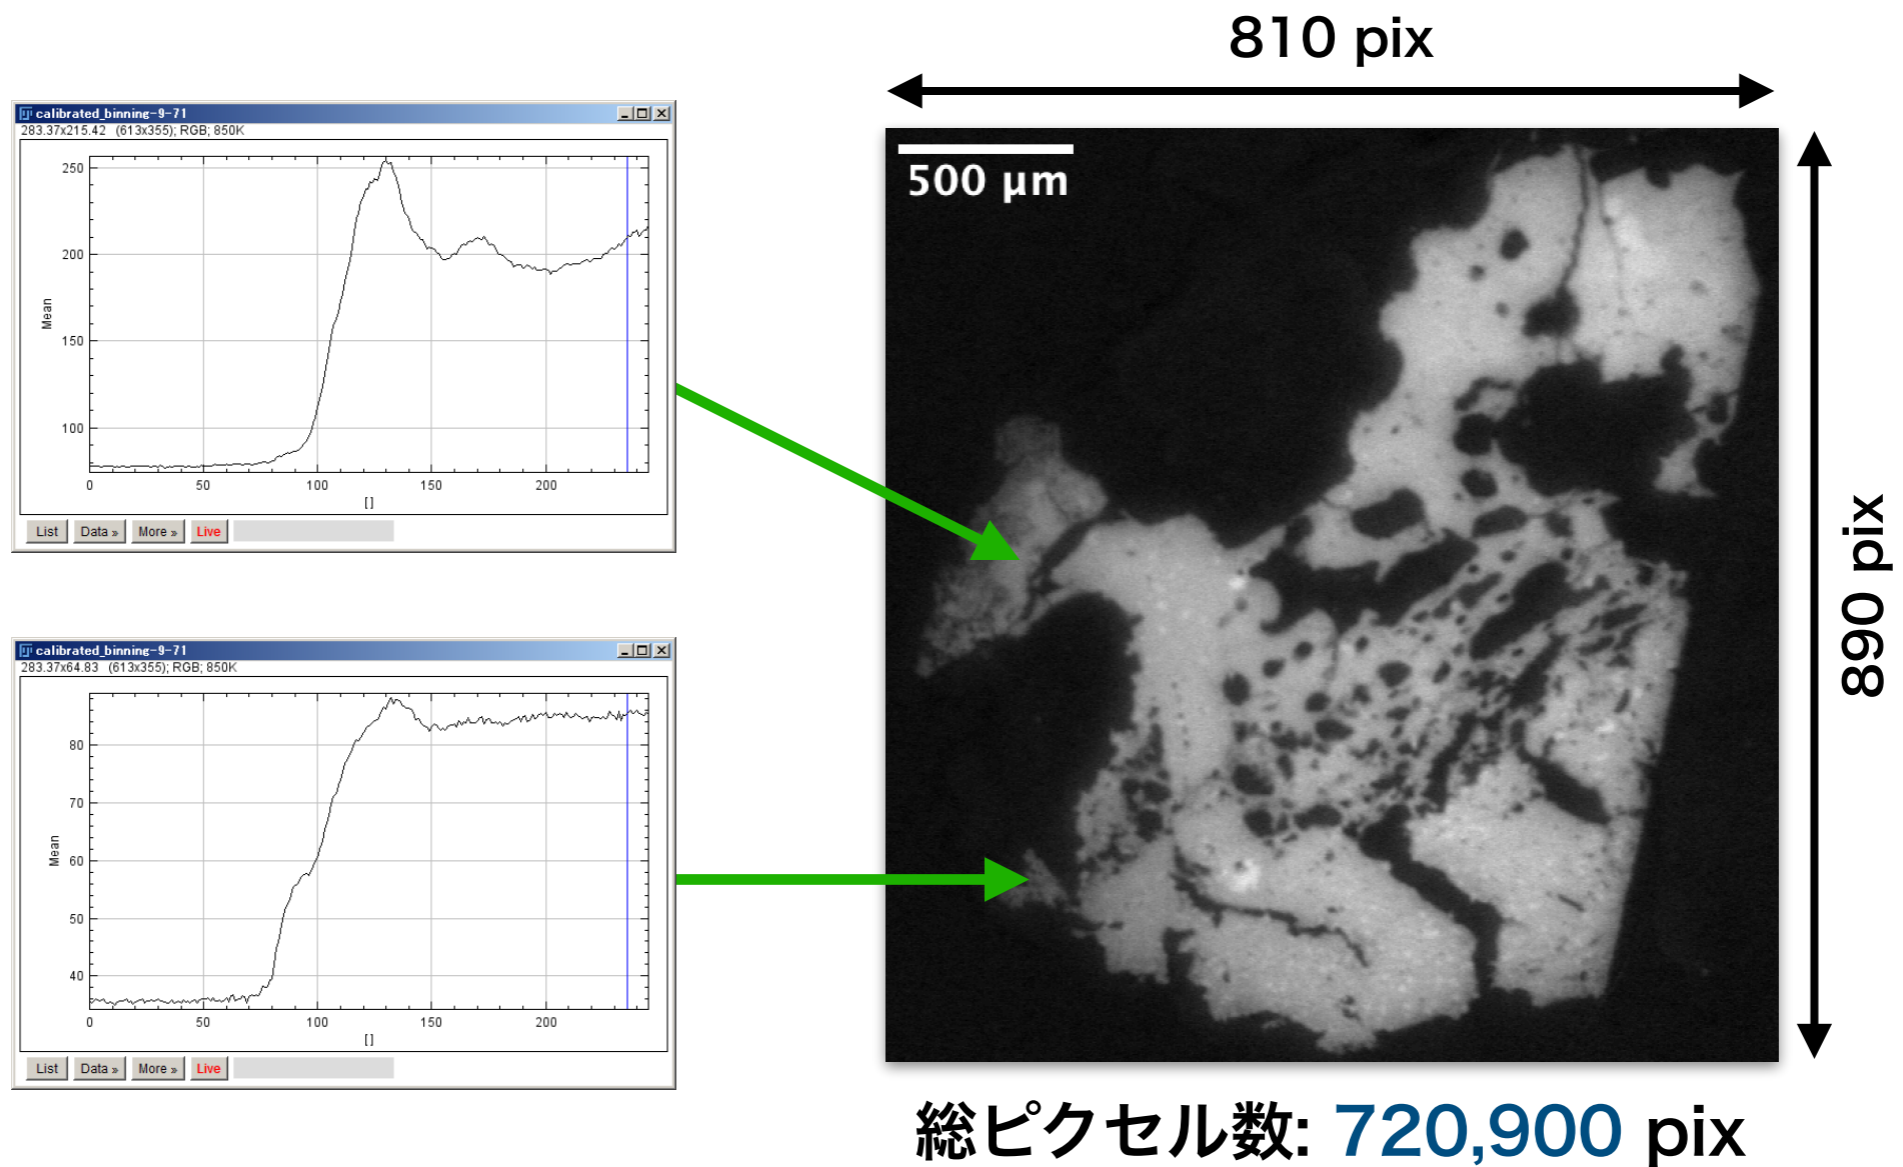 810 pix
calibrated_binning-9-71
283.37x215.42 (613x355); RGB; 850K
250
200
150
100
Mean
0 50 100 150 200
[ ]
List Data » More » Live
500 µm
890 pix
calibrated_binning-9-71
283.37x64.83 (613x355); RGB; 850K
80
70
60
50
40
Mean
0 50 100 150 200
[ ]
List Data » More » Live
総ピクセル数: 720,900 pix